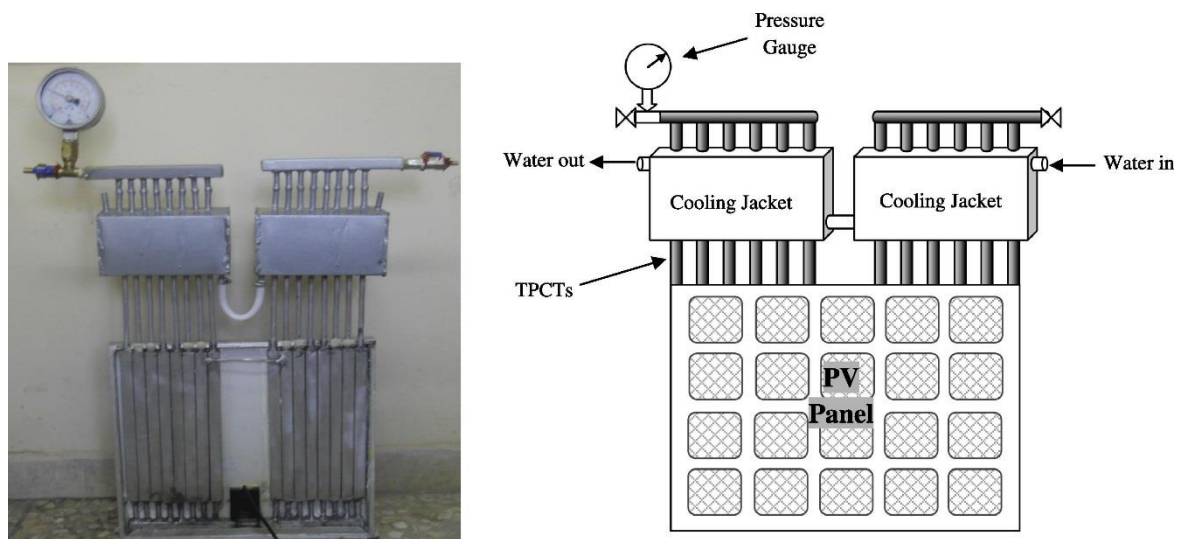 Pressure
Gauge
Water out
Water in
Cooling Jacket
Cooling Jacket
TPCTs
PV
Panel